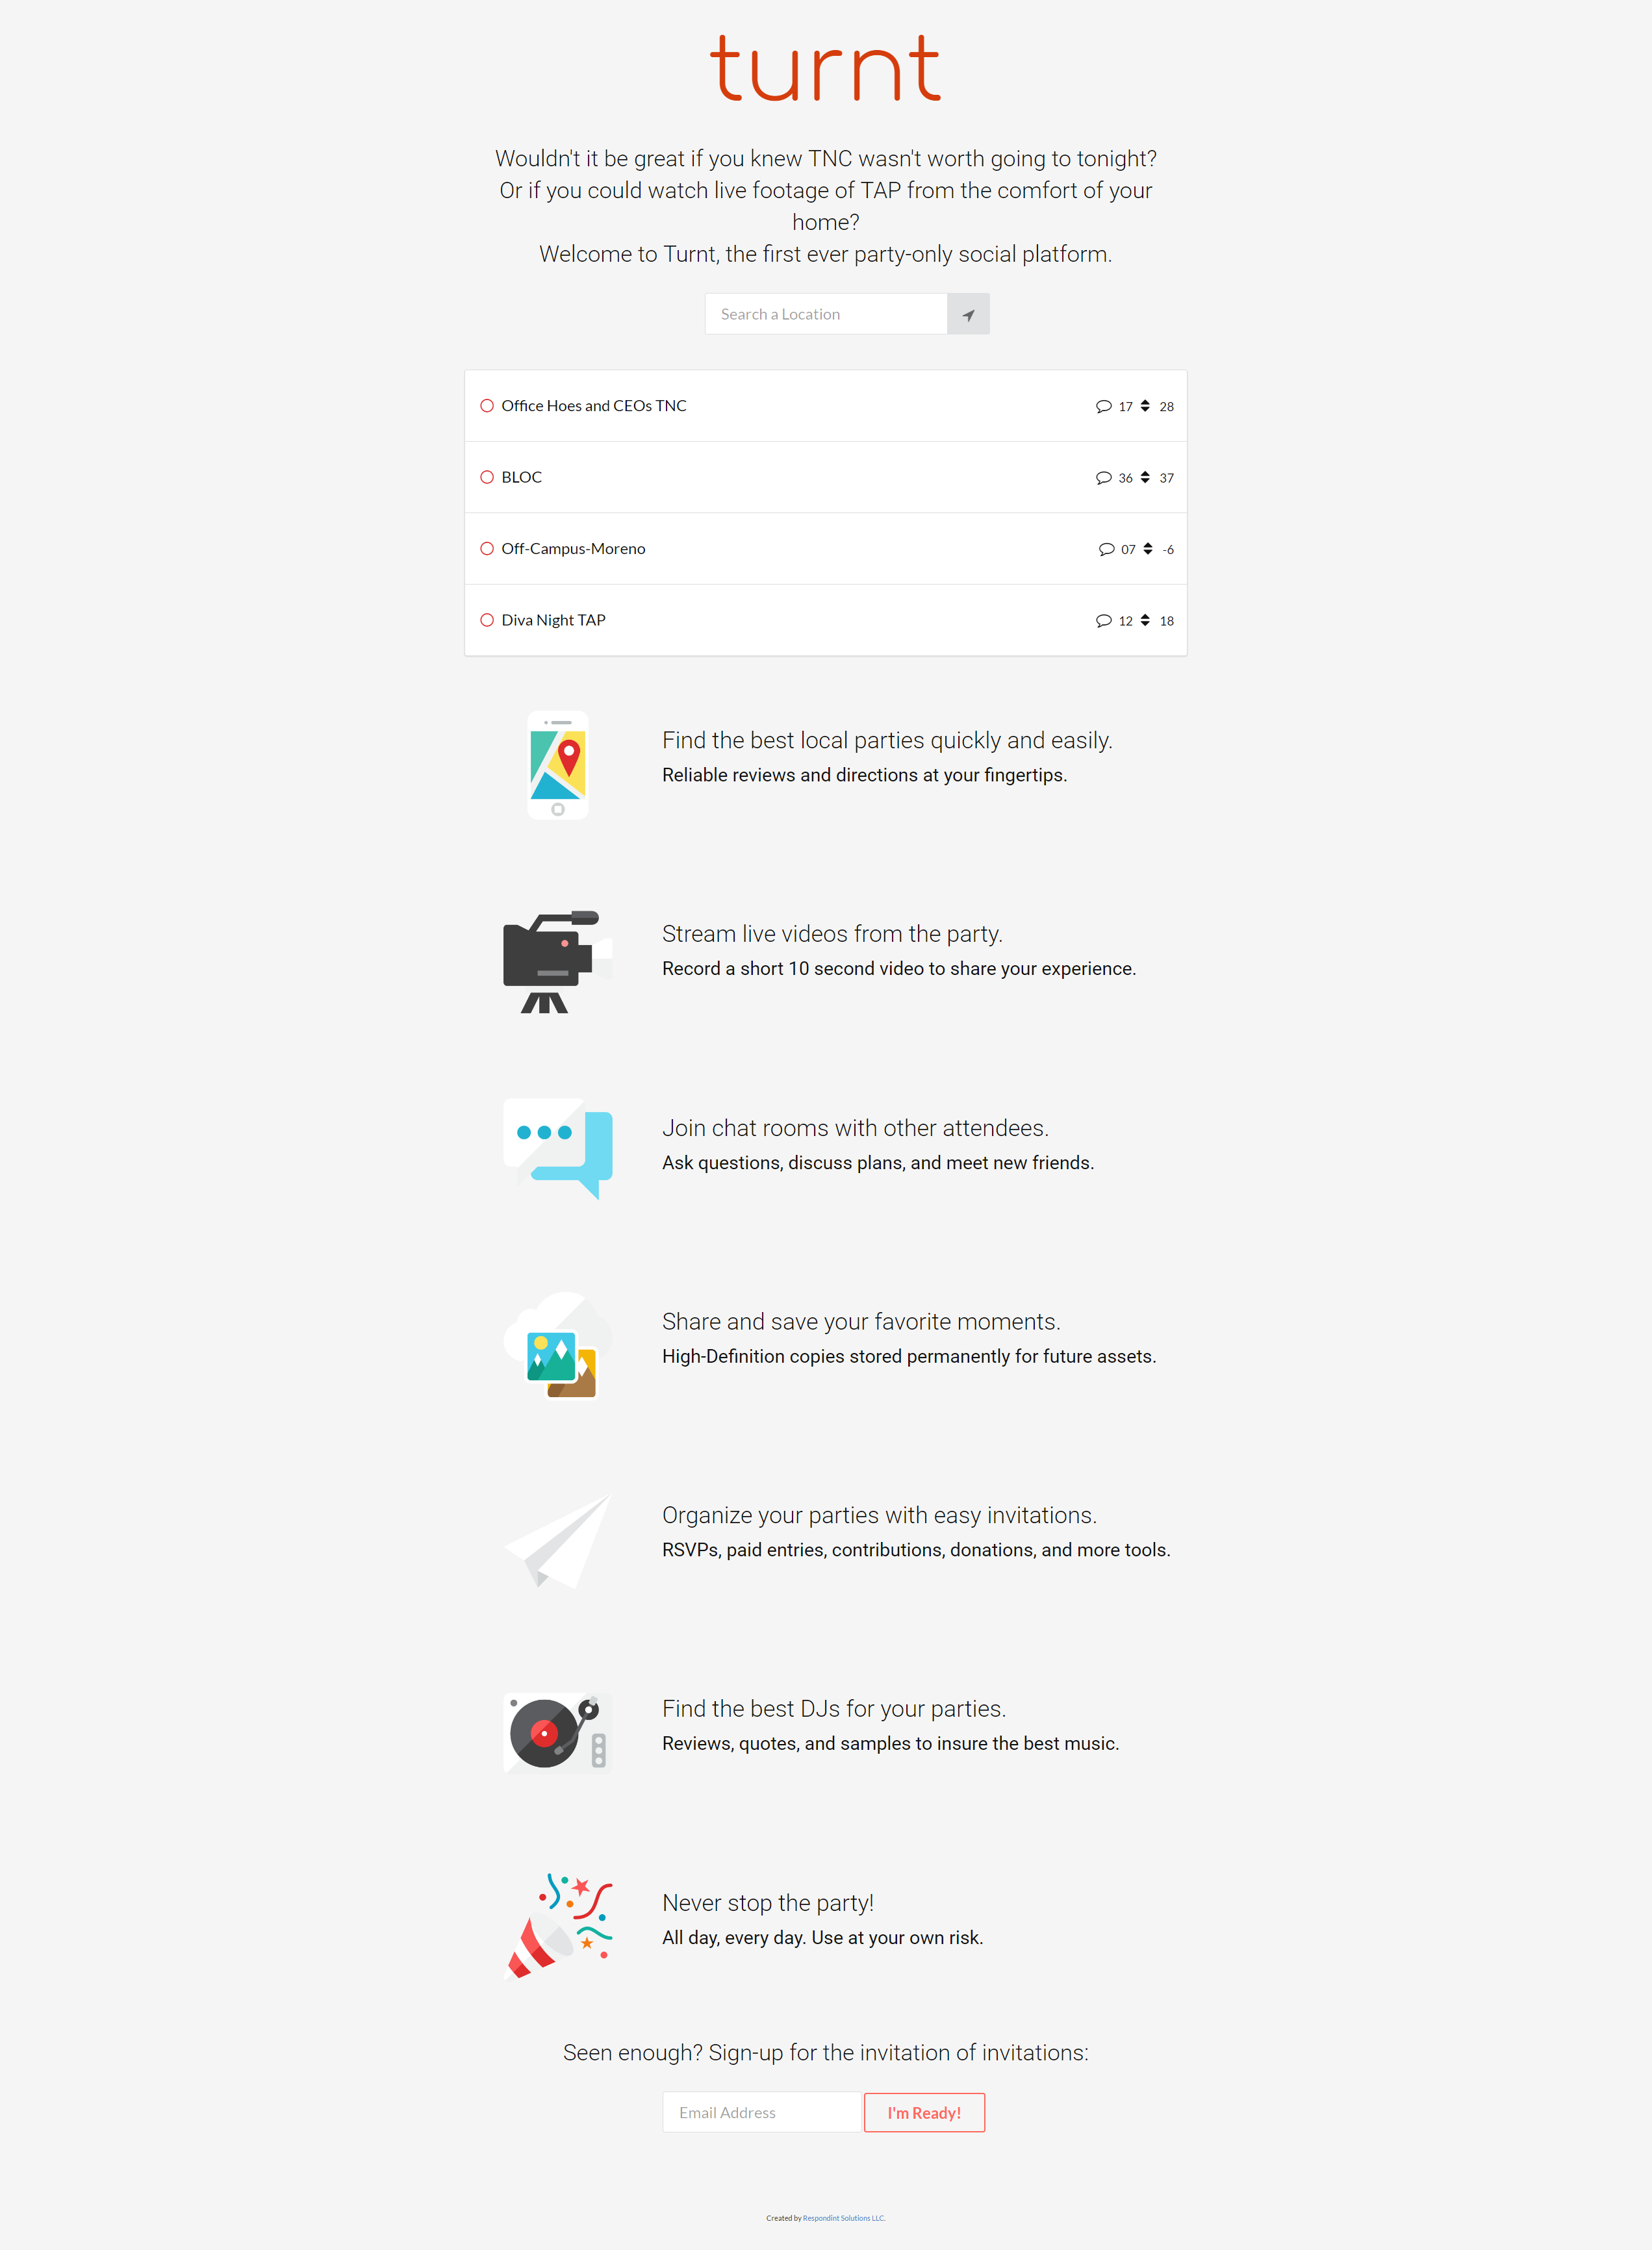 turnt
Wouldn't it be great if you knew TNC wasn't worth going to tonight?
Or if you could watch live footage of TAP from the comfort of your
home?
Welcome to Turnt, the first ever party-only social platform.
Search a Location
Office Hoes and CEOs TNC 17 28
BLOC 36 37
Off-Campus-Moreno 07 -6
Diva Night TAP 12 18
Find the best local parties quickly and easily.
Reliable reviews and directions at your fingertips.
Stream live videos from the party.
Record a short 10 second video to share your experience.
Join chat rooms with other attendees.
Ask questions, discuss plans, and meet new friends.
Share and save your favorite moments.
High-Definition copies stored permanently for future assets.
Organize your parties with easy invitations.
RSVPs, paid entries, contributions, donations, and more tools.
Find the best DJs for your parties.
Reviews, quotes, and samples to insure the best music.
Never stop the party!
All day, every day. Use at your own risk.
Seen enough? Sign-up for the invitation of invitations:
Email Address I'm Ready!
Created by Respondint Solutions LLC.